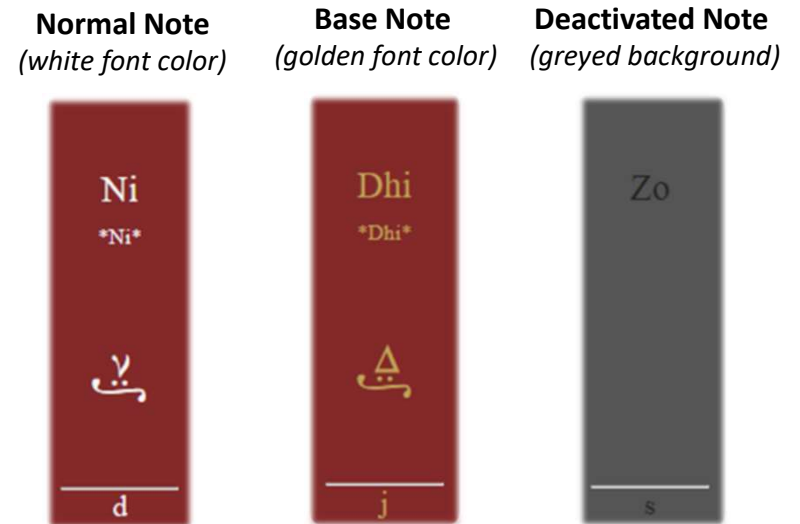 Normal Note
(white font color)
Base Note
(golden font color)
Deactivated Note
(greyed background)
Ni
*Ni*
ν
d
Dhi
*Dhi*
Δ
j
Zo
s